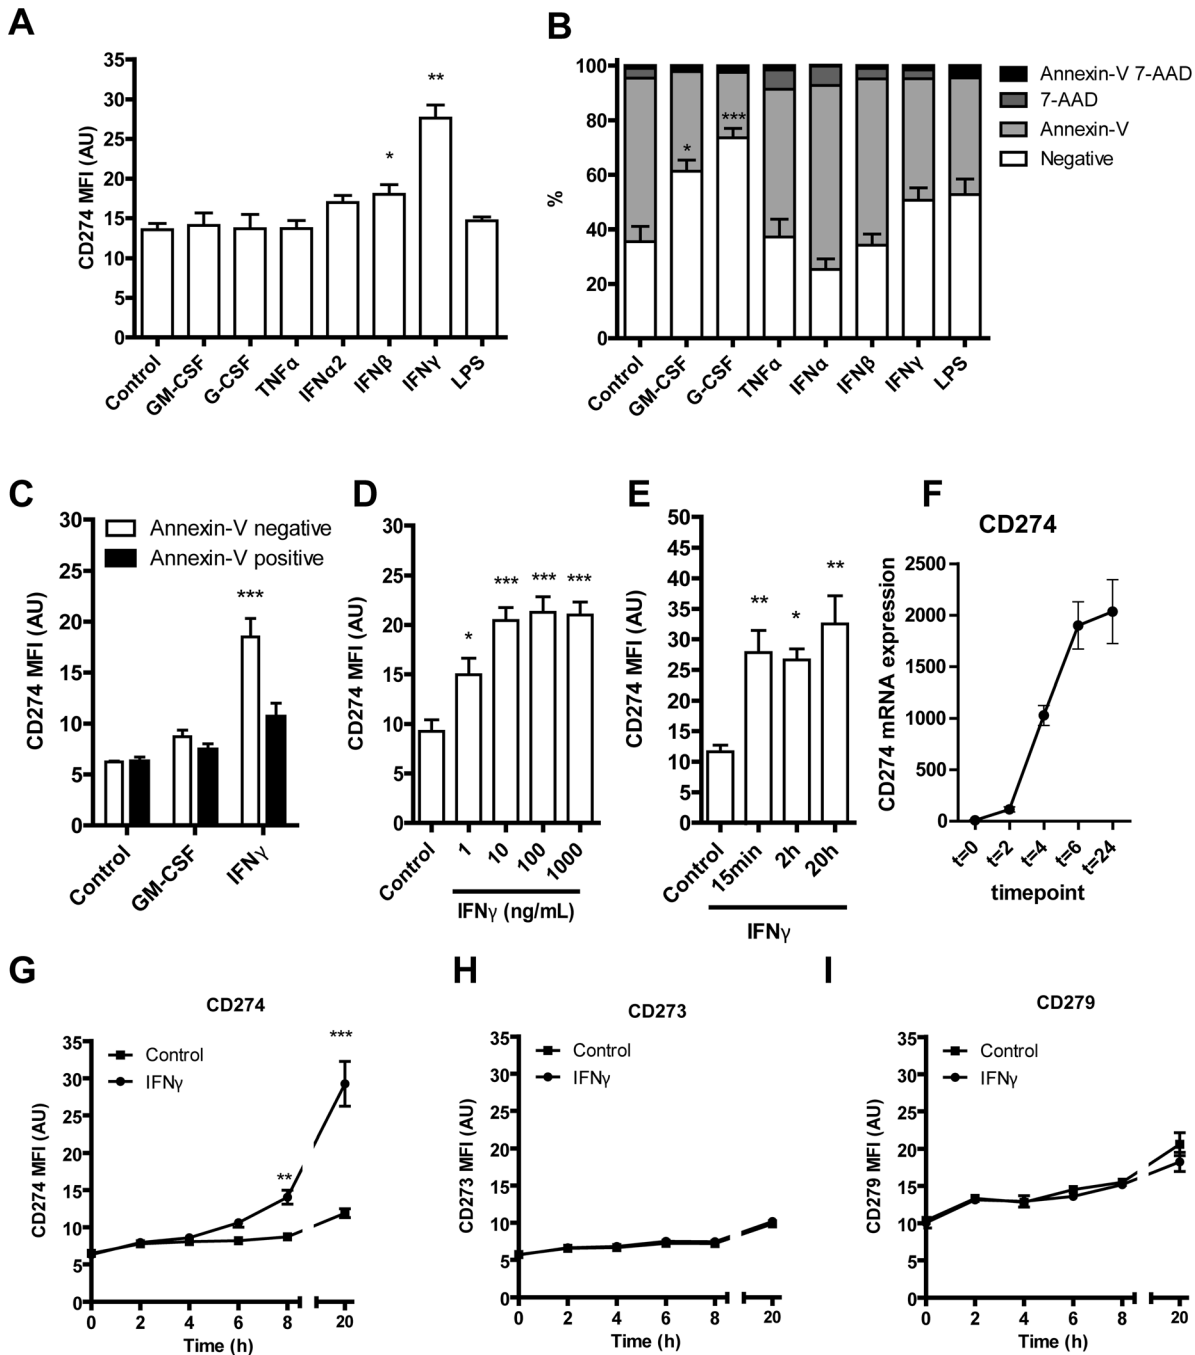 A
CD274 MFI (AU)
35
30
25
20
15
10
5
0
*
**
Control
GM-CSF
G-CSF
TNFα
IFNα2
IFNβ
IFNγ
LPS
B
%
100
80
60
40
20
0
*
***
Control
GM-CSF
G-CSF
TNFα
IFNα
IFNβ
IFNγ
LPS
Annexin-V 7-AAD
7-AAD
Annexin-V
Negative
C
CD274 MFI (AU)
30
25
20
15
10
5
0
Annexin-V negative
Annexin-V positive
***
Control
GM-CSF
IFNγ
D
CD274 MFI (AU)
30
25
20
15
10
5
0
*
***
***
***
Control
1
10
100
1000
IFNγ (ng/mL)
E
CD274 MFI (AU)
50
45
40
35
30
25
20
15
10
5
0
**
*
**
Control
15min
2h
20h
IFNγ
F
CD274
CD274 mRNA expression
2500
2000
1500
1000
500
0
t=0
t=2
t=4
t=6
t=24
timepoint
G
CD274
CD274 MFI (AU)
35
30
25
20
15
10
5
0
Control
IFNγ
**
***
0
2
4
6
8
20
Time (h)
H
CD273
CD273 MFI (AU)
35
30
25
20
15
10
5
0
Control
IFNγ
0
2
4
6
8
20
Time (h)
I
CD279
CD279 MFI (AU)
35
30
25
20
15
10
5
0
Control
IFNγ
0
2
4
6
8
20
Time (h)